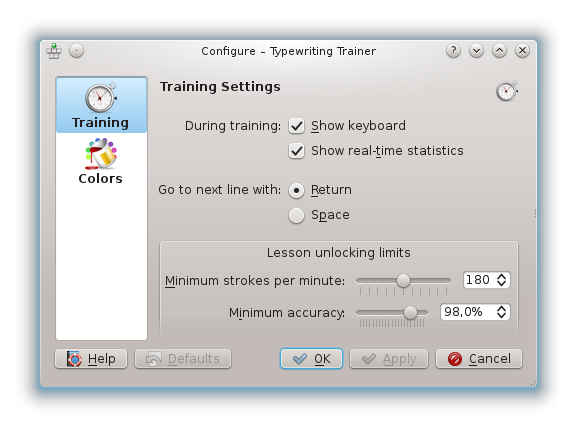 Configure – Typewriting Trainer
Training
Colors
Training Settings
During training: Show keyboard
Show real-time statistics
Go to next line with: Return
Space
Lesson unlocking limits
Minimum strokes per minute: 180
Minimum accuracy: 98,0%
Help Defaults OK Apply Cancel